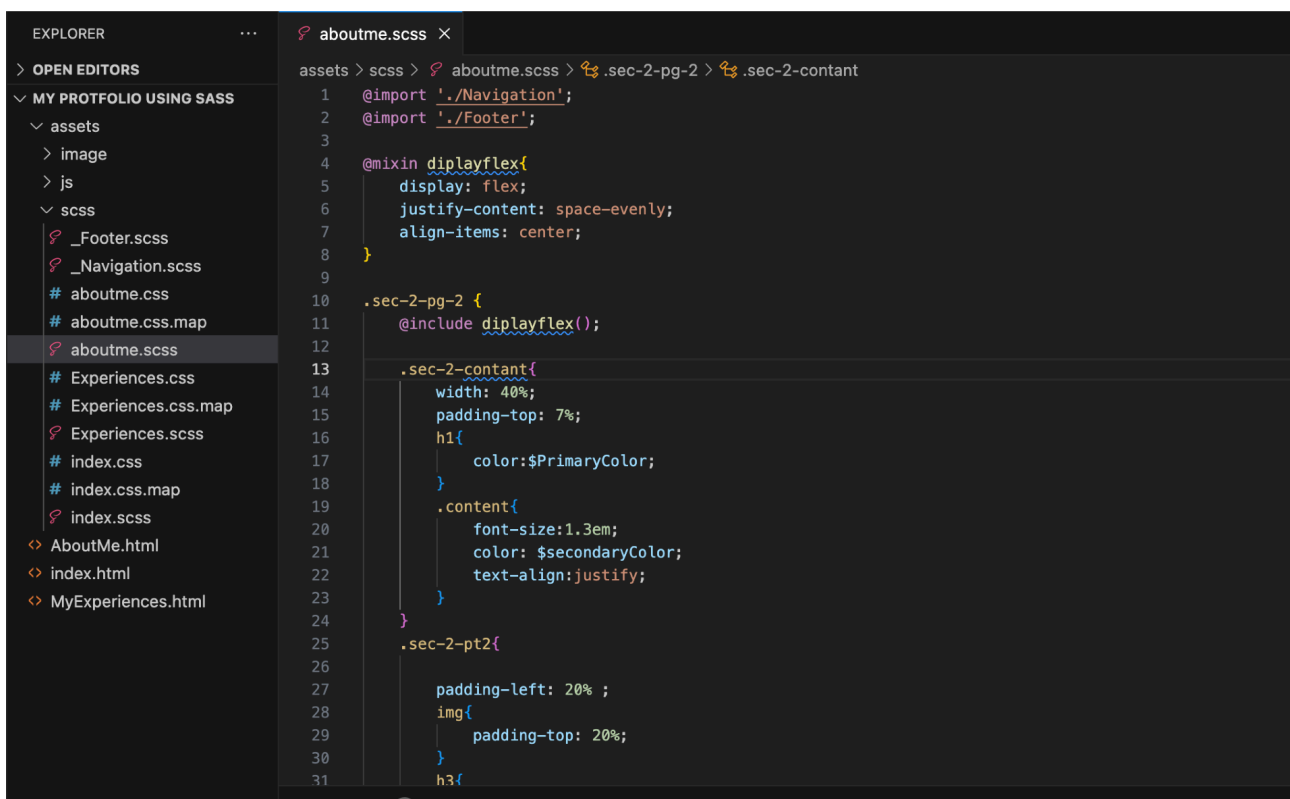 EXPLORER ...
OPEN EDITORS
MY PROTFOLIO USING SASS
assets
image
js
scss
_Footer.scss
_Navigation.scss
# aboutme.css
# aboutme.css.map
aboutme.scss
# Experiences.css
# Experiences.css.map
Experiences.scss
# index.css
# index.css.map
index.scss
<> AboutMe.html
<> index.html
<> MyExperiences.html
aboutme.scss ×
assets > scss > aboutme.scss > .sec-2-pg-2 > .sec-2-contant
1 @import './Navigation';
2 @import './Footer';
3
4 @mixin diplayflex{
5     display: flex;
6     justify-content: space-evenly;
7     align-items: center;
8 }
9
10 .sec-2-pg-2 {
11     @include diplayflex();
12
13     .sec-2-contant{
14         width: 40%;
15         padding-top: 7%;
16         h1{
17             color:$PrimaryColor;
18         }
19         .content{
20             font-size:1.3em;
21             color: $secondaryColor;
22             text-align:justify;
23         }
24     }
25     .sec-2-pt2{
26
27         padding-left: 20% ;
28         img{
29             padding-top: 20%;
30         }
31         h3{